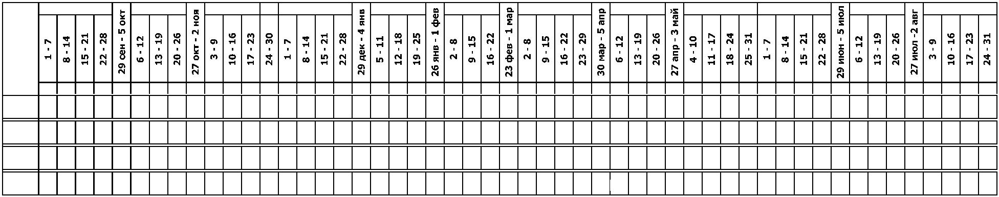 1 - 7
8 - 14
15 - 21
22 - 28
29 сен - 5 окт
6 - 12
13 - 19
20 - 26
27 окт - 2 ноя
3 - 9
10 - 16
17 - 23
24 - 30
1 - 7
8 - 14
15 - 21
22 - 28
29 дек - 4 янв
5 - 11
12 - 18
19 - 25
26 янв - 1 фев
2 - 8
9 - 15
16 - 22
23 фев - 1 мар
2 - 8
9 - 15
16 - 22
23 - 29
30 мар - 5 апр
6 - 12
13 - 19
20 - 26
27 апр - 3 май
4 - 10
11 - 17
18 - 24
25 - 31
1 - 7
8 - 14
15 - 21
22 - 28
29 июн - 5 июл
6 - 12
13 - 19
20 - 26
27 июл -2 авг
3 - 9
10 - 16
17 - 23
24 - 31